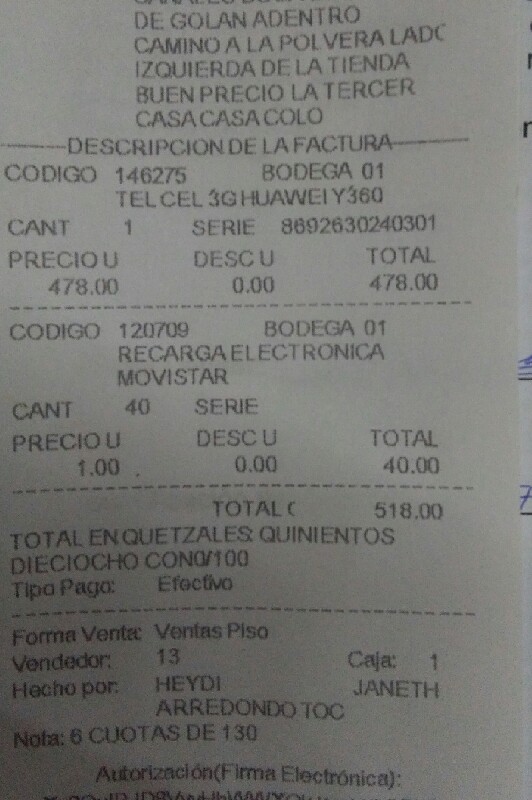 DE GOLAN ADENTRO
CAMINO A LA POLVERA LADO
IZQUIERDA DE LA TIENDA
BUEN PRECIO LA TERCER
CASA CASA COLO
DESCRIPCION DE LA FACTURA
CODIGO 146275 BODEGA 01
TEL CEL 3G HUAWEI Y360
CANT 1 SERIE 8692630240301
PRECIO U DESC U TOTAL
478.00 0.00 478.00
CODIGO 120709 BODEGA 01
RECARGA ELECTRONICA
MOVISTAR
CANT 40 SERIE
PRECIO U DESC U TOTAL
1.00 0.00 40.00
TOTAL 518.00
TOTAL EN QUETZALES: QUINIENTOS
DIECIOCHO CON 0/100
Tipo Pago: Efectivo
Forma Venta: Ventas Piso
Vendedor: 13 Caja: 1
Hecho por: HEYDI JANETH
ARREDONDO TOC
Nota: 6 CUOTAS DE 130
Autorización(Firma Electrónica):